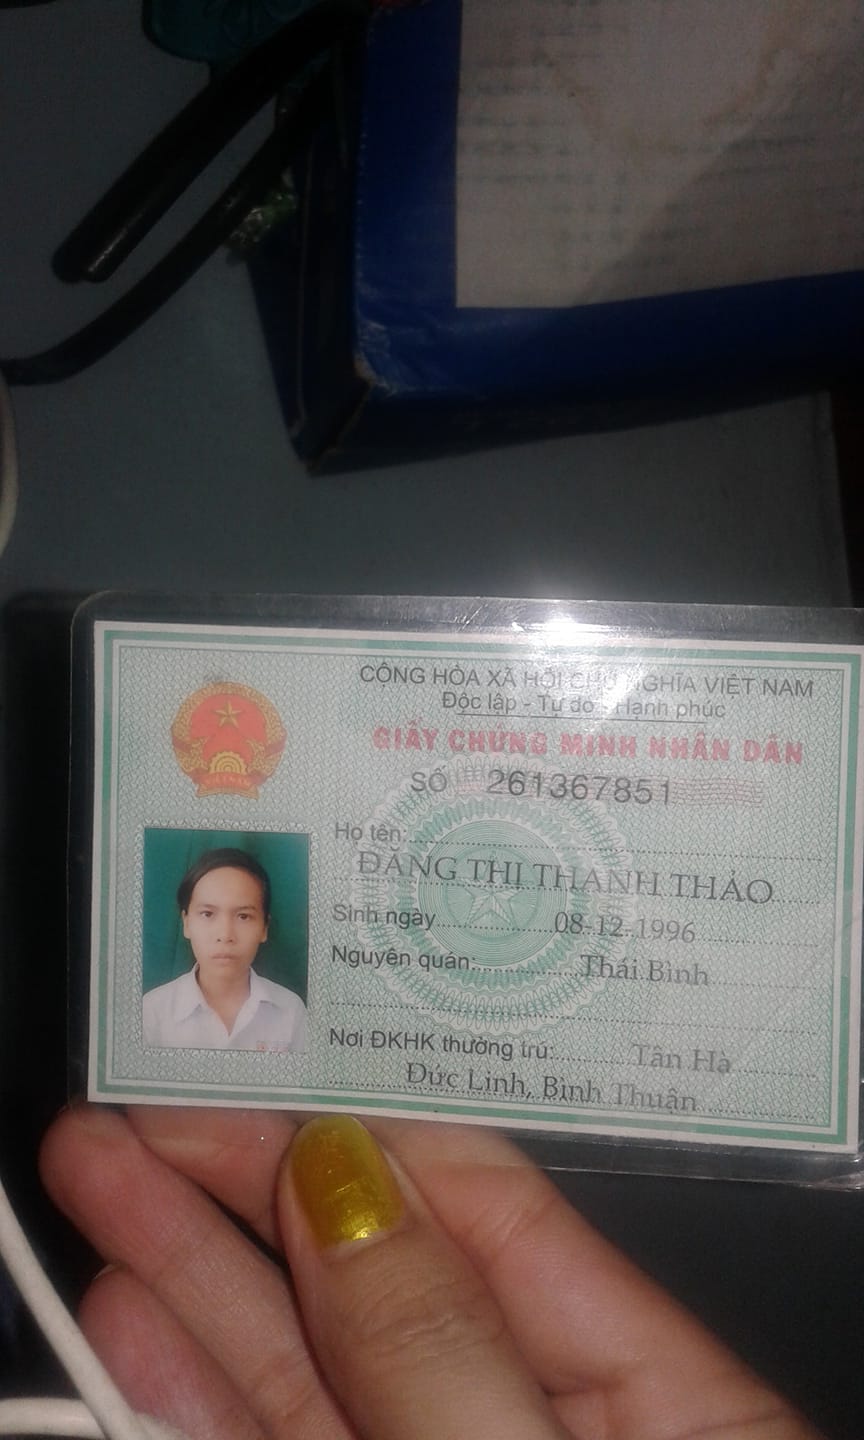 CỘNG HÒA XÃ HỘI CHỦ NGHĨA VIỆT NAM
Độc lập - Tự do - Hạnh phúc
GIẤY CHỨNG MINH NHÂN DÂN
SỐ 261367851
Họ tên:
ĐẶNG THỊ THANH THẢO
Sinh ngày 08-12-1996
Nguyên quán: Thái Bình
Nơi ĐKHK thường trú: Tân Hà
Đức Linh, Bình Thuận